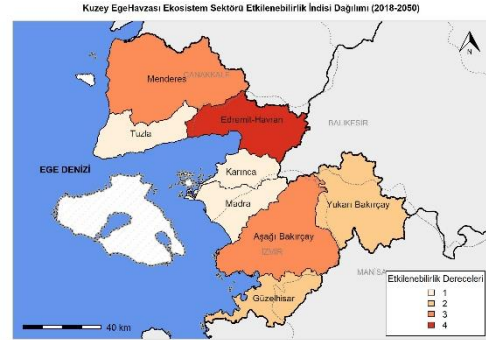 Kuzey EgeHavzası Ekosistem Sektörü Etkilenebilirlik İndisi Dağılımı (2018-2050)
N
ÇANAKKALE
Menderes
Edremit-Havran
BALIKESİR
Tuzla
EGE DENİZİ
Karınca
Madra
Yukarı Bakırçay
Aşağı Bakırçay
İZMİR
MANİSA
Güzelhisar
Etkilenebilirlik Dereceleri
1
2
3
4
40 km